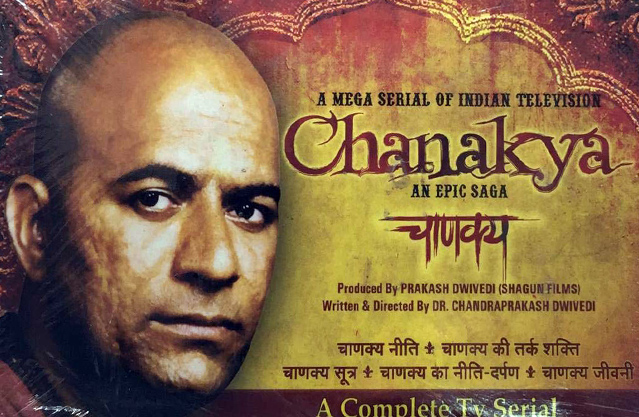 A MEGA SERIAL OF INDIAN TELEVISION
Chanakya
AN EPIC SAGA
चाणक्य
Produced By PRAKASH DWIVEDI (SHAGUN FILMS)
Written & Directed By DR. CHANDRAPRAKASH DWIVEDI
चाणक्य नीति चाणक्य की तर्क शक्ति
चाणक्य सूत्र चाणक्य का नीति-दर्पण चाणक्य जीवनी
A Complete Tv Serial